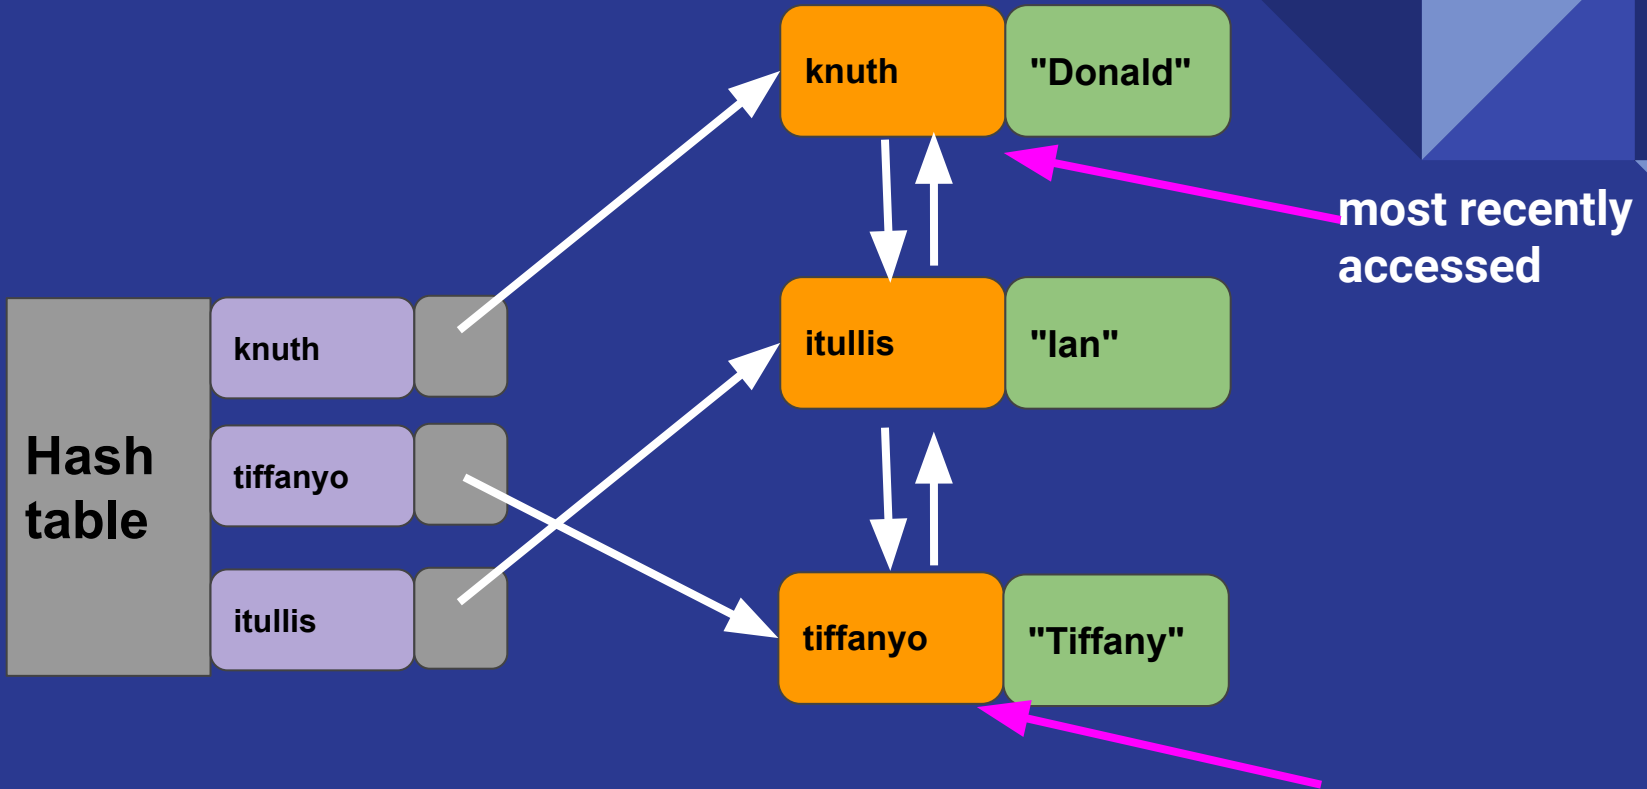 knuth "Donald"
most recently
accessed
knuth
itullis "Ian"
Hash
table
tiffanyo
itullis
tiffanyo "Tiffany"